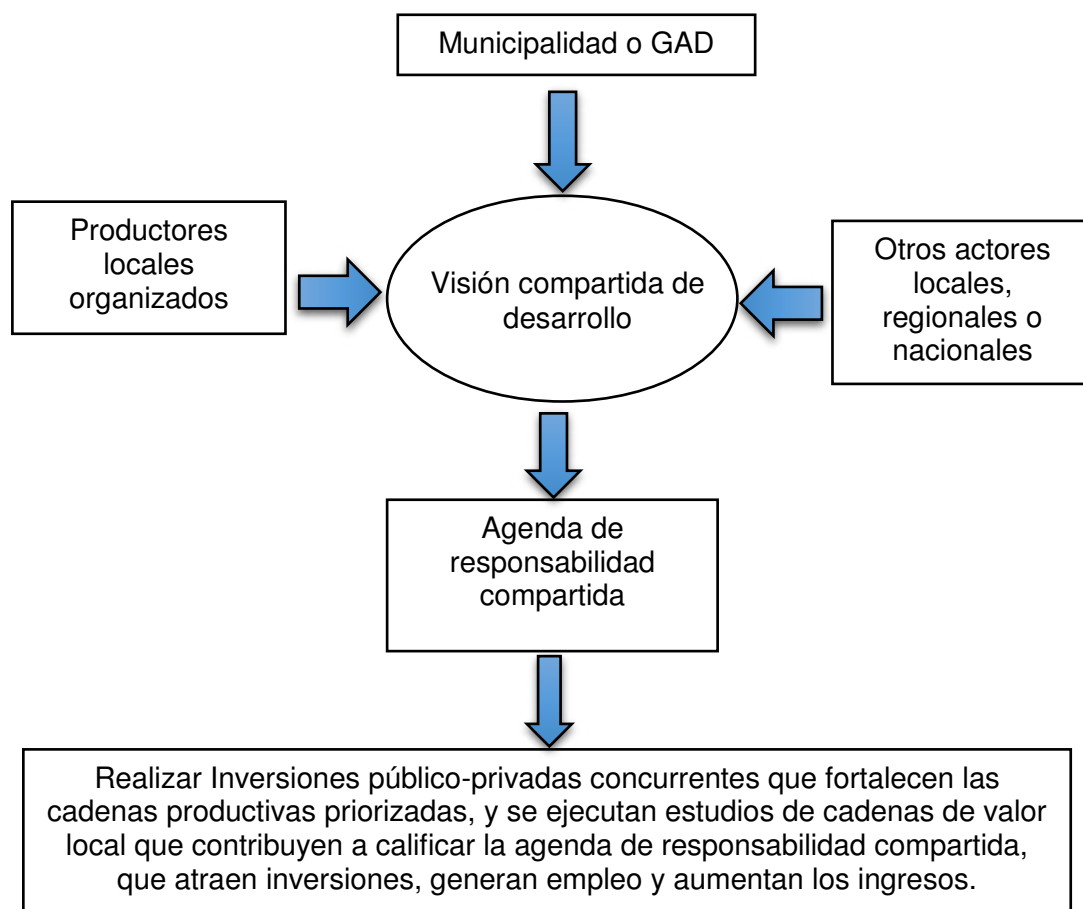 Municipalidad o GAD
Productores
locales
organizados
Visión compartida de
desarrollo
Otros actores
locales,
regionales o
nacionales
Agenda de
responsabilidad
compartida
Realizar Inversiones público-privadas concurrentes que fortalecen las
cadenas productivas priorizadas, y se ejecutan estudios de cadenas de valor
local que contribuyen a calificar la agenda de responsabilidad compartida,
que atraen inversiones, generan empleo y aumentan los ingresos.